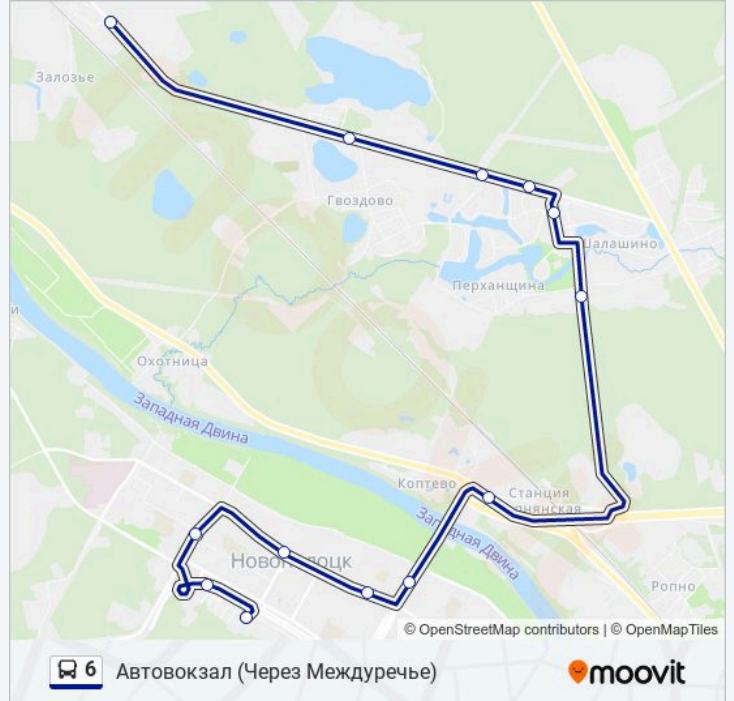 Залозье
Гвоздово
Шалашино
Перханщина
и
Охотница
Западная Двина
Коптево
Станция
Западная Двина
Ропно
© OpenStreetMap contributors | © OpenMapTiles
6 Автовокзал (Через Междуречье)
moovit